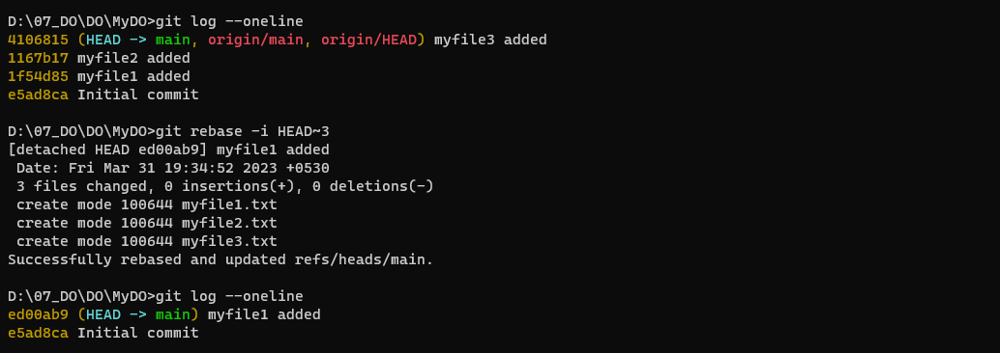 D:\07_DO\DO\MyDO>git log --oneline
4106815 (HEAD -> main, origin/main, origin/HEAD) myfile3 added
1167b17 myfile2 added
1f54d85 myfile1 added
e5ad8ca Initial commit
D:\07_DO\DO\MyDO>git rebase -i HEAD~3
[detached HEAD ed00ab9] myfile1 added
 Date: Fri Mar 31 19:34:52 2023 +0530
 3 files changed, 0 insertions(+), 0 deletions(-)
 create mode 100644 myfile1.txt
 create mode 100644 myfile2.txt
 create mode 100644 myfile3.txt
Successfully rebased and updated refs/heads/main.
D:\07_DO\DO\MyDO>git log --oneline
ed00ab9 (HEAD -> main) myfile1 added
e5ad8ca Initial commit